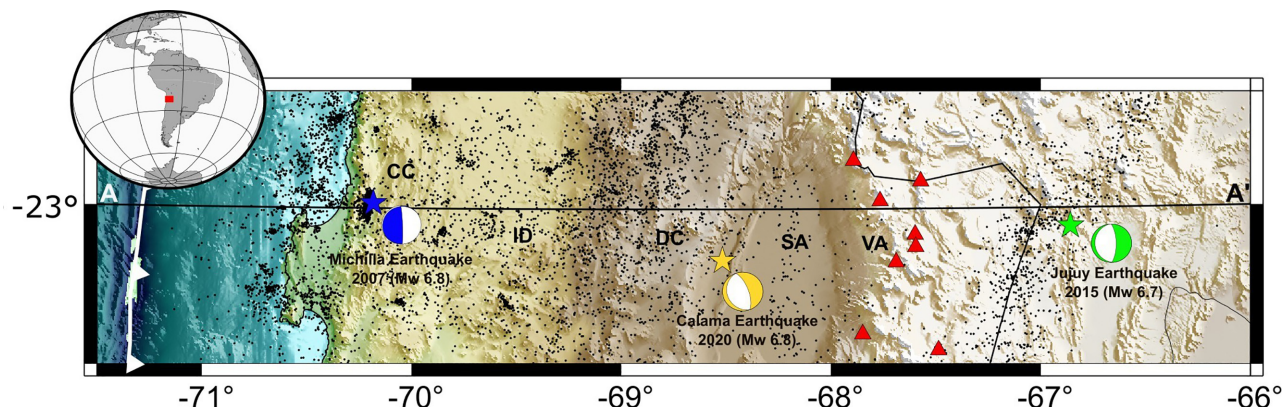 A
A'
-23°
CC
ID
DC
SA
VA
Michilla Earthquake
2007 (Mw 6.8)
Calama Earthquake
2020 (Mw 6.8)
Jujuy Earthquake
2015 (Mw 6.7)
-71°
-70°
-69°
-68°
-67°
-66°